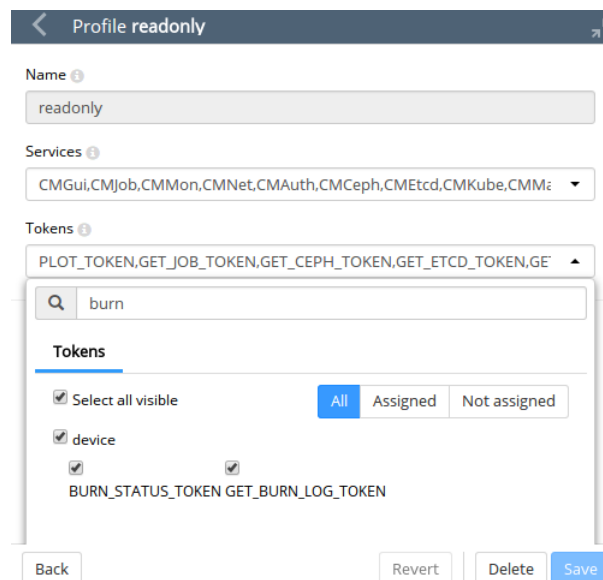 Profile readonly
Name
readonly
Services
CMGui,CMJob,CMMon,CMNet,CMAuth,CMCeph,CMEtcd,CMKube,CMMa
Tokens
PLOT_TOKEN,GET_JOB_TOKEN,GET_CEPH_TOKEN,GET_ETCD_TOKEN,GET
burn
Tokens
Select all visible All Assigned Not assigned
device
BURN_STATUS_TOKEN GET_BURN_LOG_TOKEN
Back Revert Delete Save